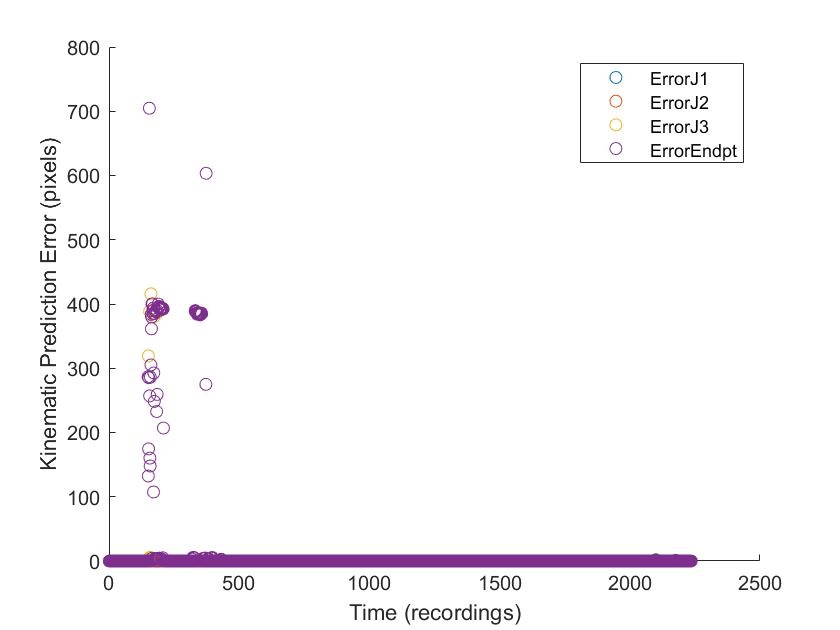 800
700
600
500
400
300
200
100
0
Kinematic Prediction Error (pixels)
ErrorJ1
ErrorJ2
ErrorJ3
ErrorEndpt
0 500 1000 1500 2000 2500
Time (recordings)